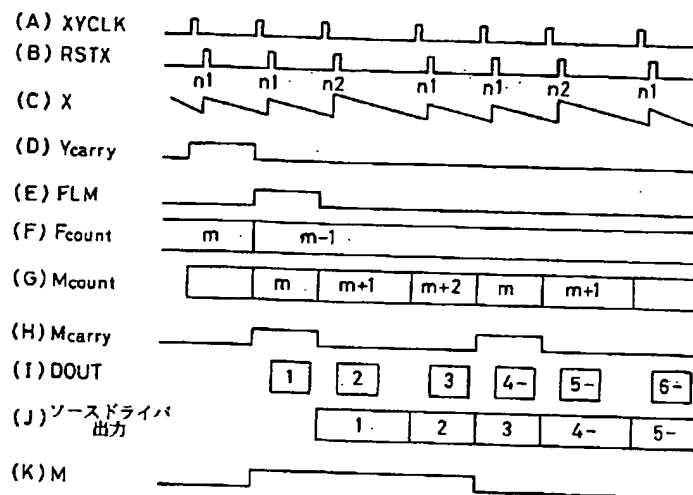 (A) XYCLK
(B) RSTX
n1 n1 n2 n1 n1 n2 n1
(C) X
(D) Ycarry
(E) FLM
(F) Fcount
m m-1
(G) Mcount
m m+1 m+2 m m+1
(H) Mcarry
(I) DOUT
1 2 3 4- 5- 6-
(J) ソースドライバ
出力
1 2 3 4- 5-
(K) M